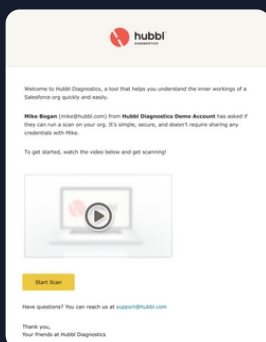 hubbl
DIAGNOSTICS
Welcome to Hubbl Diagnostics, a tool that helps you understand the inner workings of a
Salesforce org quickly and easily.
Mike Bogan (mike@hubbl.com) from Hubbl Diagnostics Demo Account has asked if
they can run a scan on your org. It's simple, secure, and doesn't require sharing any
credentials with Mike.
To get started, watch the video below and get scanning!
Start Scan
Have questions? You can reach us at support@hubbl.com
Thank you,
Your friends at Hubbl Diagnostics